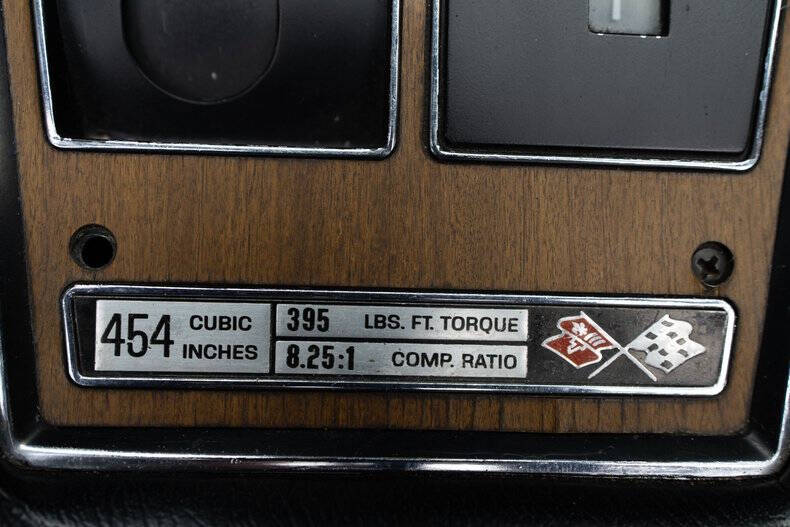 454 CUBIC INCHES
395 LBS. FT. TORQUE
8.25:1 COMP. RATIO